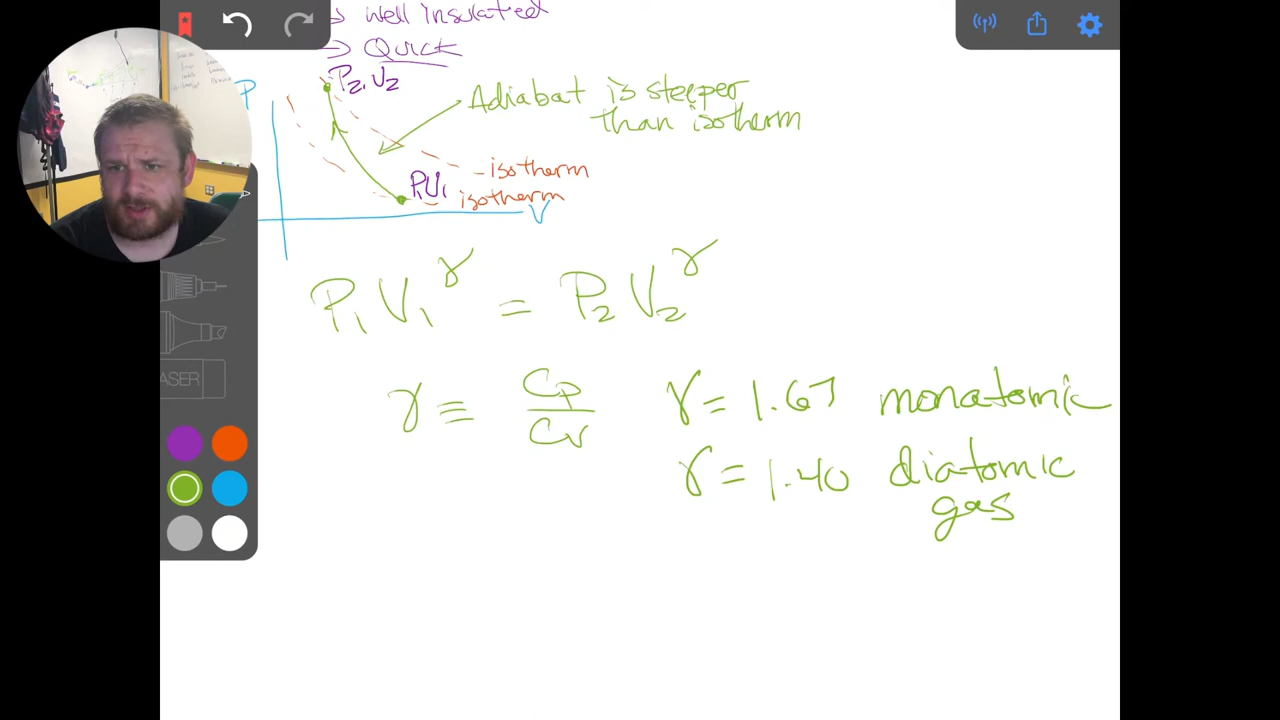 → well insulated
→ Quick
P
P2, V2
Adiabat is steeper
than isotherm
isotherm
P1V1
isotherm
V
P₁V₁^γ = P₂V₂^γ
γ ≡ Cp/Cv
γ = 1.67 monatomic
γ = 1.40 diatomic
gas
ASER